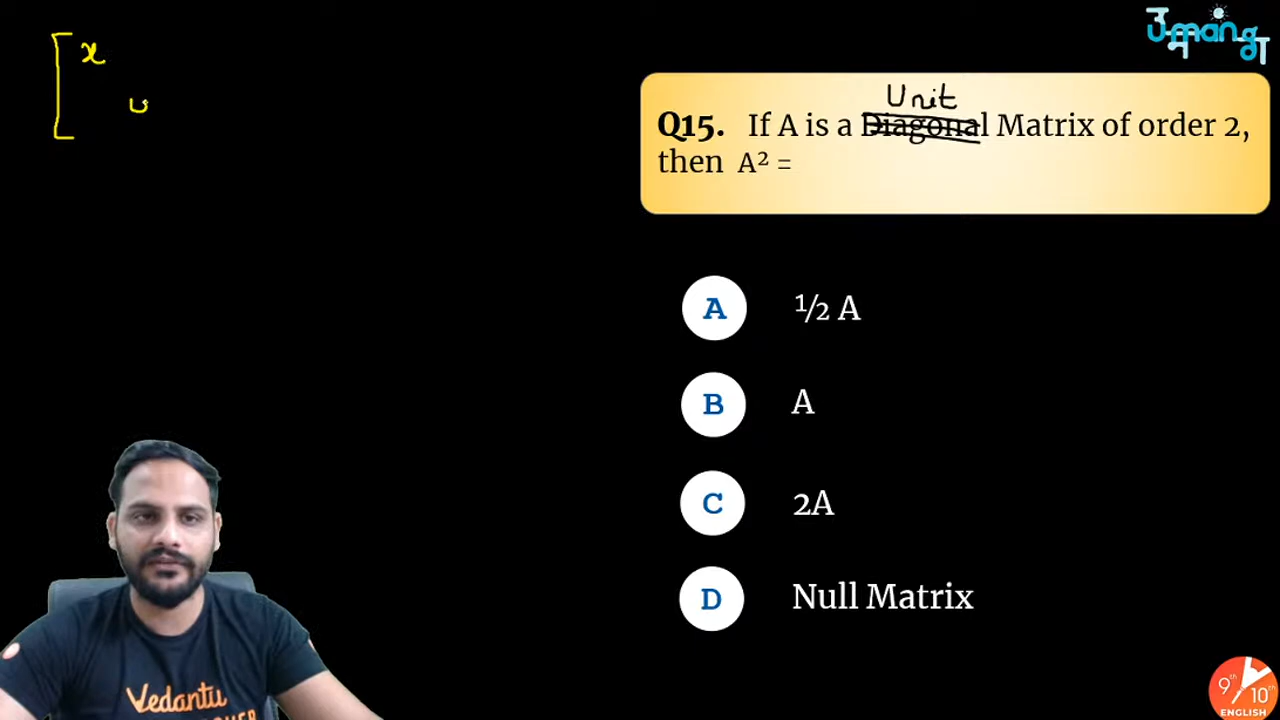 उमंग
umang
x
y
Unit
Q15. If A is a Diagonal Matrix of order 2,
then A² =
A ½ A
B A
C 2A
D Null Matrix
Vedantu
9th 10th
ENGLISH